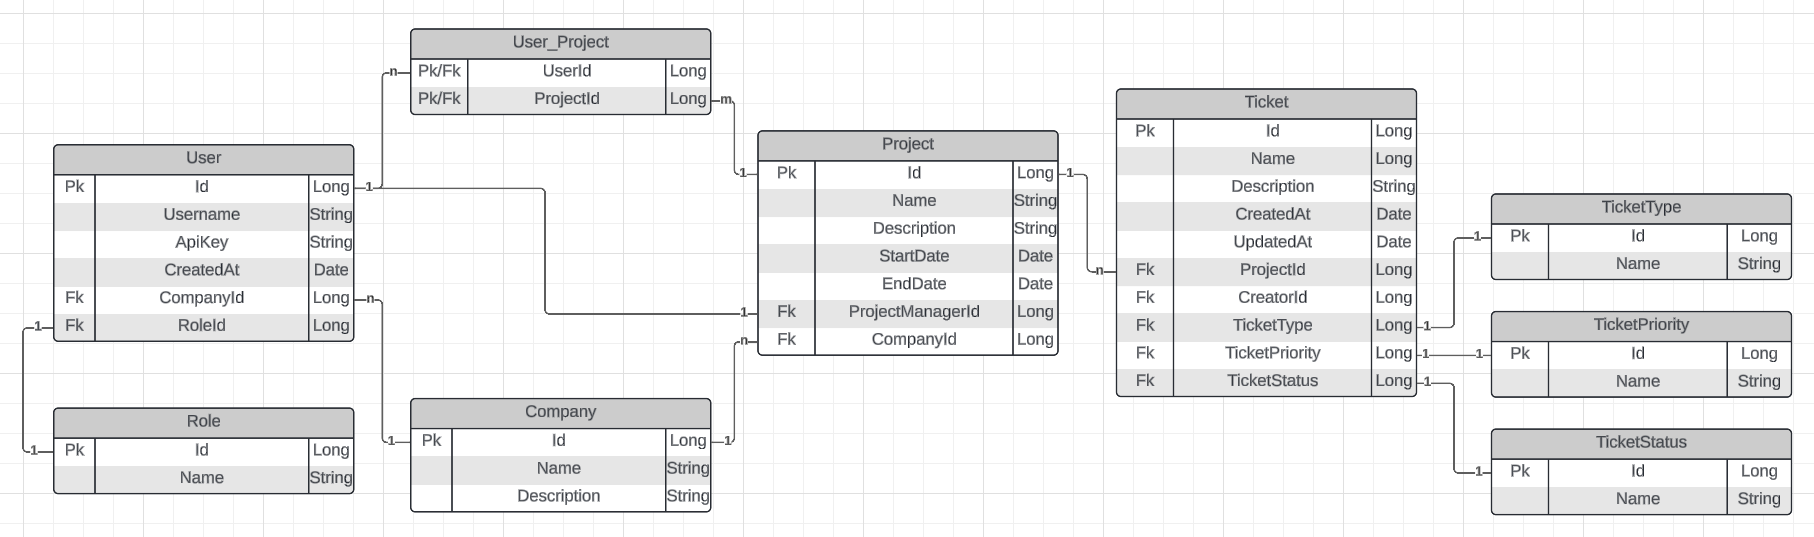 User_Project
Pk/Fk UserId Long
Pk/Fk ProjectId Long
n
m
User
Pk Id Long
Username String
ApiKey String
CreatedAt Date
Fk CompanyId Long
Fk RoleId Long
1
n
1
Role
Pk Id Long
Name String
1
Company
Pk Id Long
Name String
Description String
1
1
Project
Pk Id Long
Name String
Description String
StartDate Date
EndDate Date
Fk ProjectManagerId Long
Fk CompanyId Long
1
1
1
n
Ticket
Pk Id Long
Name Long
Description String
CreatedAt Date
UpdatedAt Date
Fk ProjectId Long
Fk CreatorId Long
Fk TicketType Long
Fk TicketPriority Long
Fk TicketStatus Long
n
1
1
1
TicketType
Pk Id Long
Name String
1
TicketPriority
Pk Id Long
Name String
1
TicketStatus
Pk Id Long
Name String
1